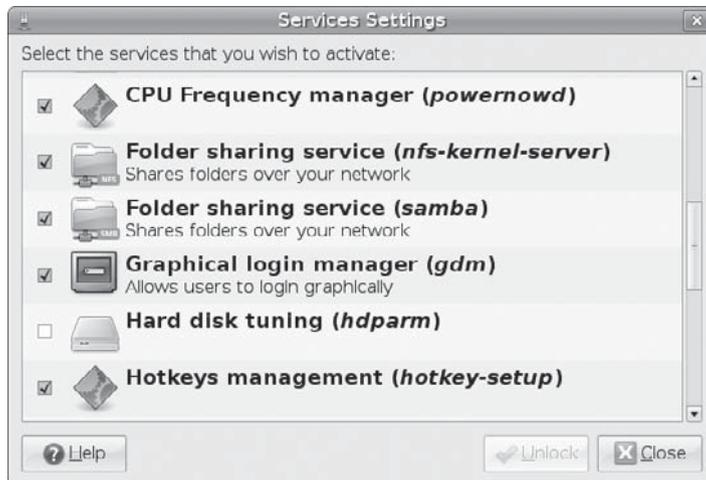 Services Settings
Select the services that you wish to activate:
CPU Frequency manager (powernowd)
Folder sharing service (nfs-kernel-server)
Shares folders over your network
NFS
Folder sharing service (samba)
Shares folders over your network
SMB
Graphical login manager (gdm)
Allows users to login graphically
Hard disk tuning (hdparm)
Hotkeys management (hotkey-setup)
Help
Unlock
Close